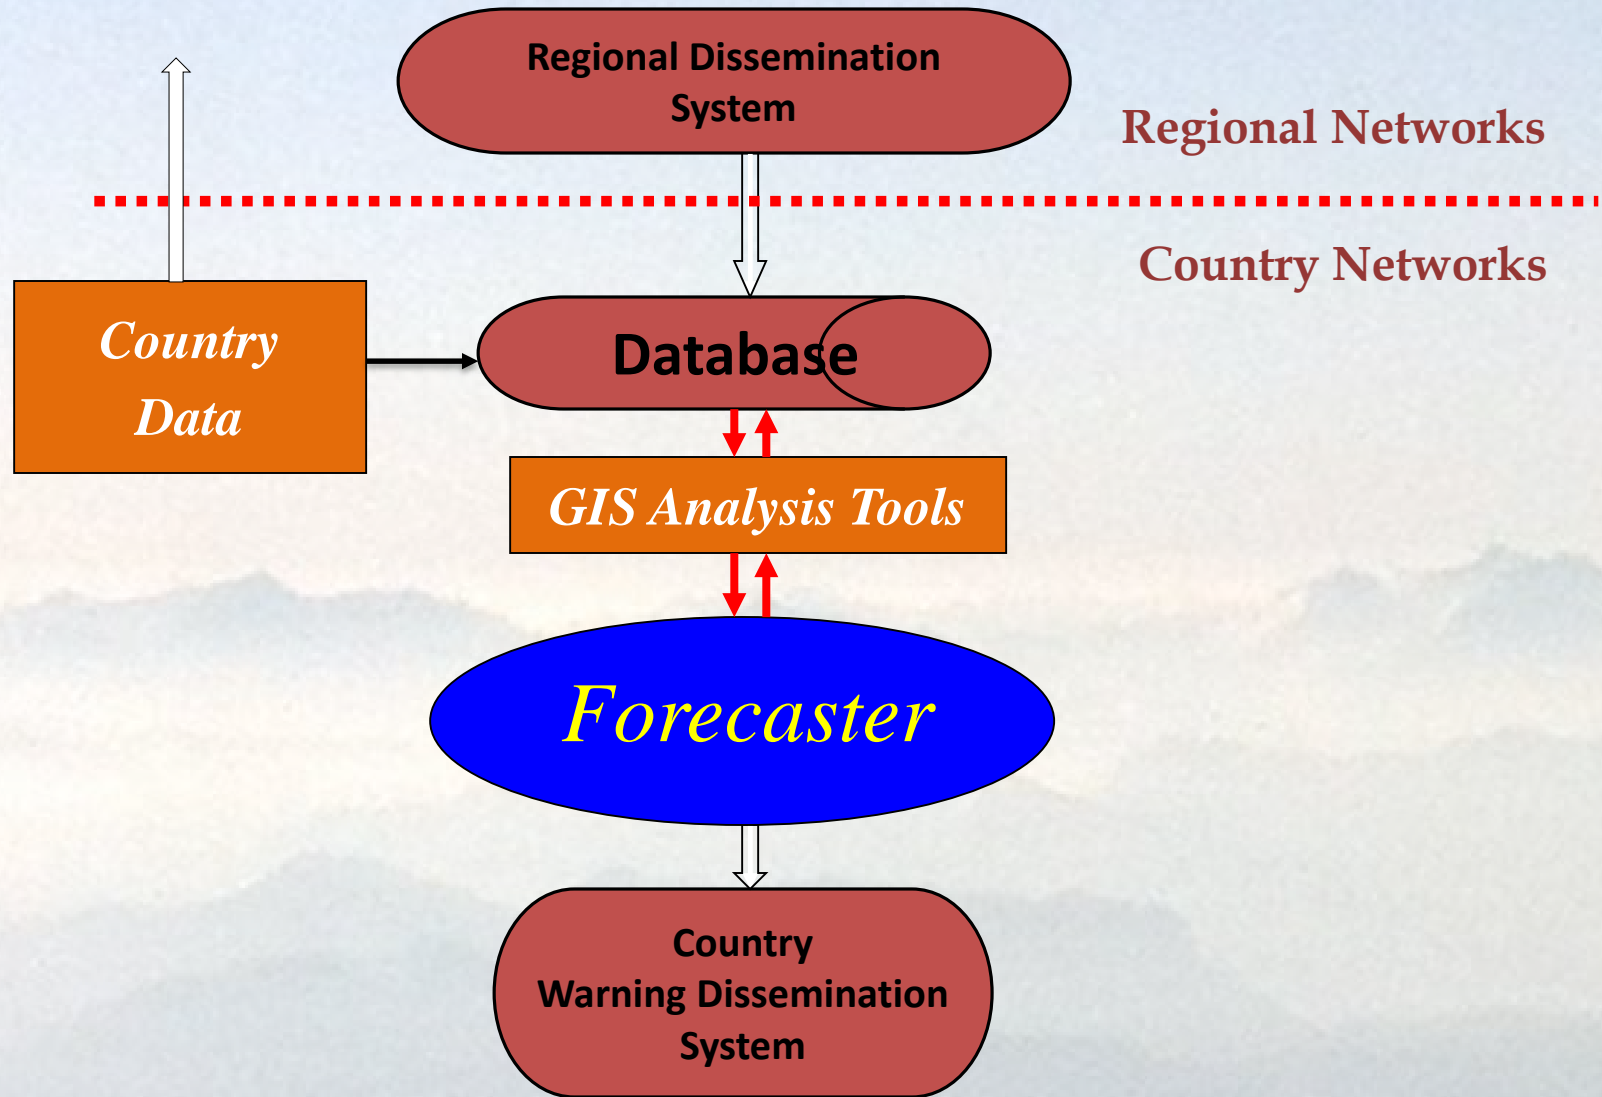 Regional Dissemination
System
Regional Networks
Country Networks
Country
Data
Database
GIS Analysis Tools
Forecaster
Country
Warning Dissemination
System